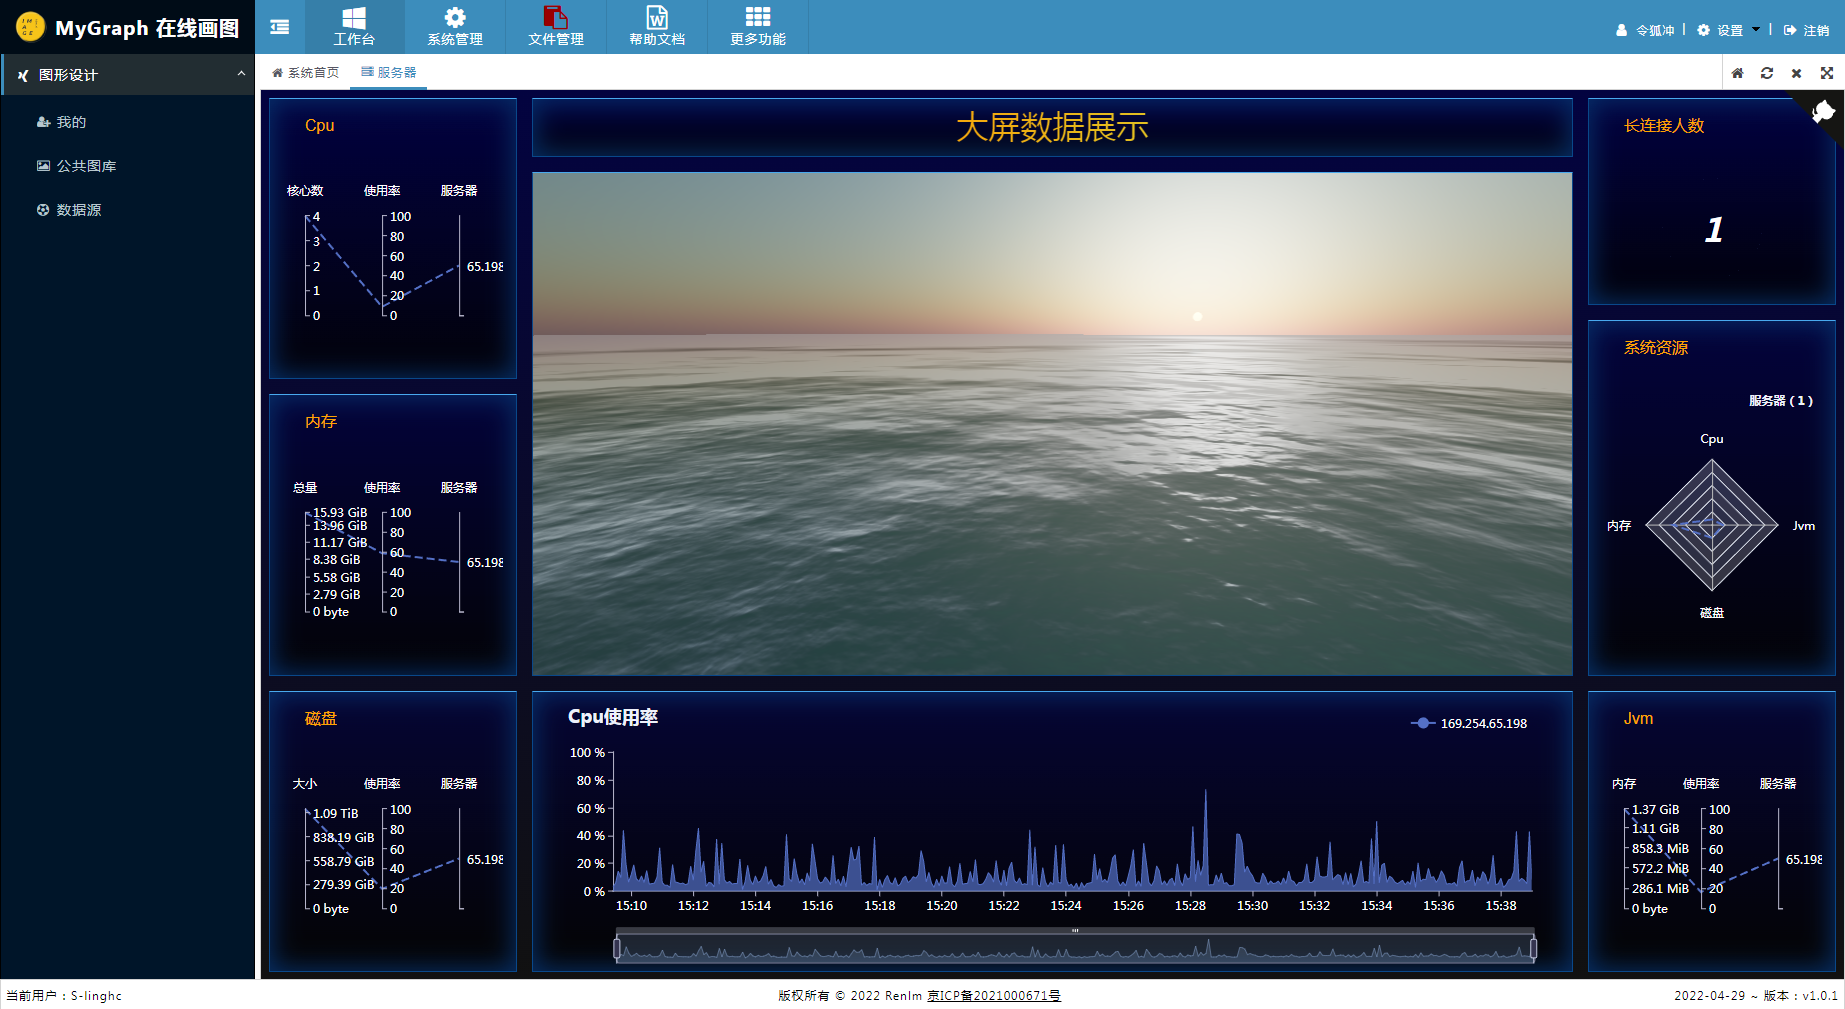 MyGraph 在线画图
工作台
系统管理
文件管理
帮助文档
更多功能
令狐冲
设置
注销
图形设计
我的
公共图库
数据源
系统首页
服务器
Cpu
核心数
使用率
服务器
4
3
2
1
0
100
80
60
40
20
0
65.198
内存
总量
使用率
服务器
15.93 GiB
13.96 GiB
11.17 GiB
8.38 GiB
5.58 GiB
2.79 GiB
0 byte
100
80
60
40
20
0
65.198
磁盘
大小
使用率
服务器
1.09 TiB
838.19 GiB
558.79 GiB
279.39 GiB
0 byte
100
80
60
40
20
0
65.198
大屏数据展示
Cpu使用率
169.254.65.198
100 %
80 %
60 %
40 %
20 %
0 %
15:10
15:12
15:14
15:16
15:18
15:20
15:22
15:24
15:26
15:28
15:30
15:32
15:34
15:36
15:38
长连接人数
1
系统资源
服务器 ( 1 )
Cpu
内存
Jvm
磁盘
Jvm
内存
使用率
服务器
1.37 GiB
1.11 GiB
858.3 MiB
572.2 MiB
286.1 MiB
0 byte
100
80
60
40
20
0
65.198
当前用户：S-linghc
版权所有 © 2022 Renlm 京ICP备2021000671号
2022-04-29 ~ 版本：v1.0.1